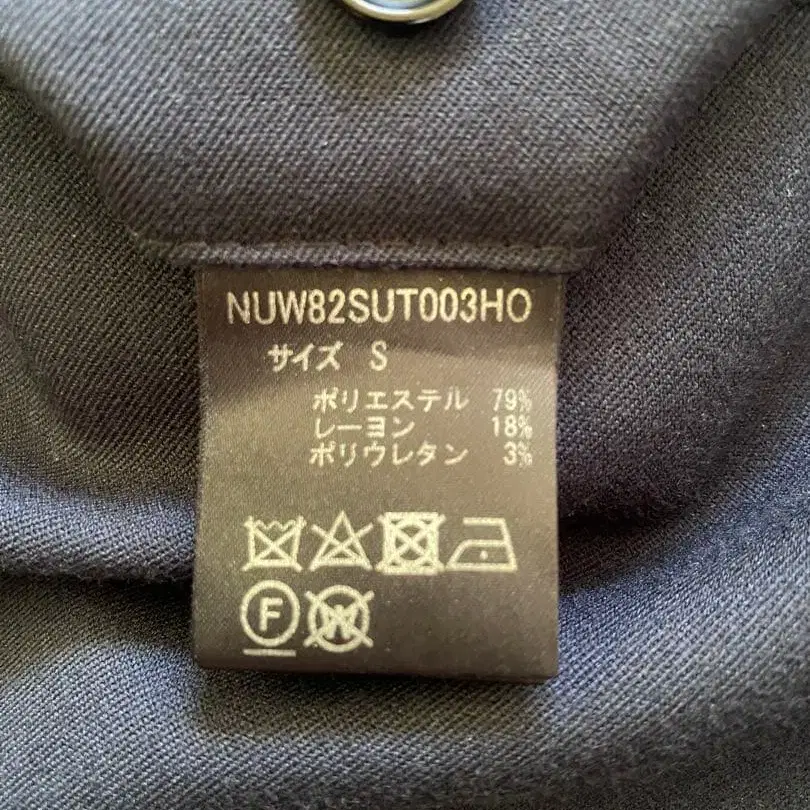 NUW82SUT003HO
サイズ S
ポリエステル 79%
レーヨン 18%
ポリウレタン 3%
F W